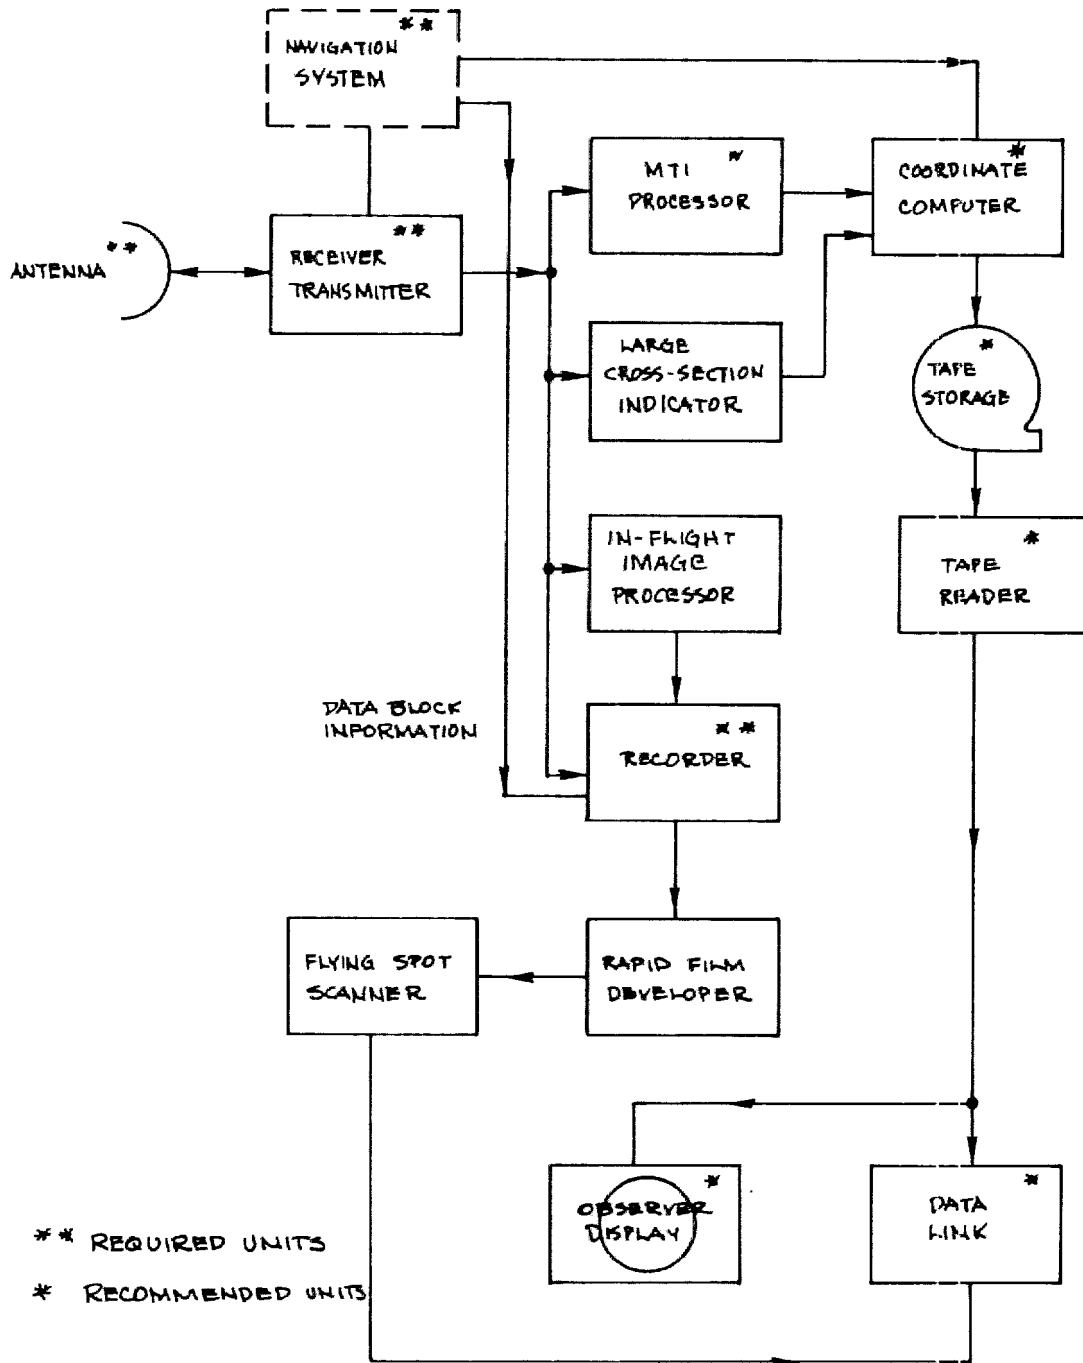 **
NAVIGATION
SYSTEM
**
RECEIVER
TRANSMITTER
**
ANTENNA
*
MTI
PROCESSOR
*
COORDINATE
COMPUTER
LARGE
CROSS-SECTION
INDICATOR
*
TAPE
STORAGE
IN-FLIGHT
IMAGE
PROCESSOR
*
TAPE
READER
DATA BLOCK
INFORMATION
**
RECORDER
FLYING SPOT
SCANNER
RAPID FILM
DEVELOPER
*
OBSERVER
DISPLAY
*
DATA
LINK
** REQUIRED UNITS
* RECOMMENDED UNITS